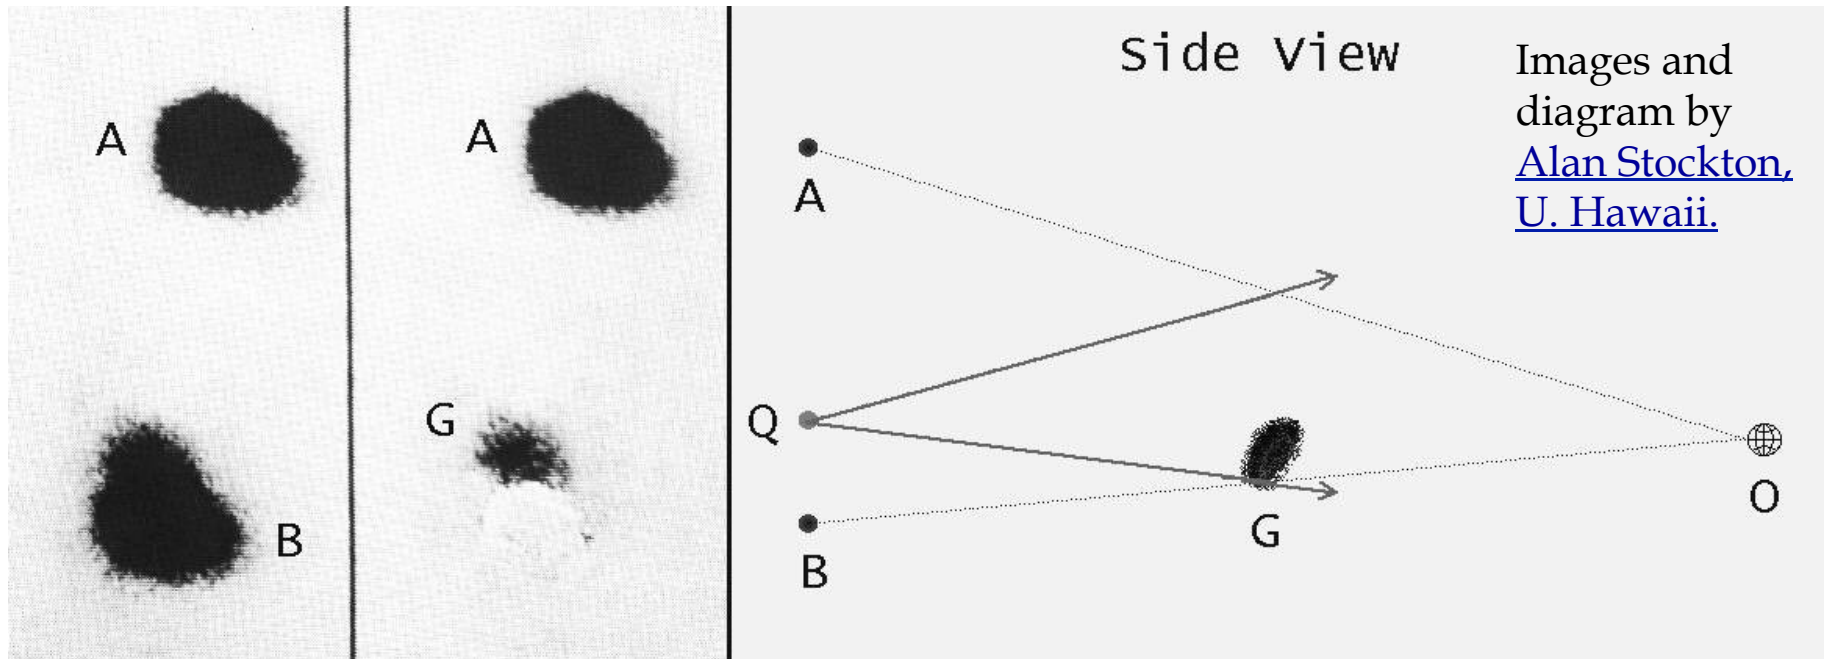 A
A
G
B
Side View
A
Q
B
G
O
Images and
diagram by
Alan Stockton,
U. Hawaii.